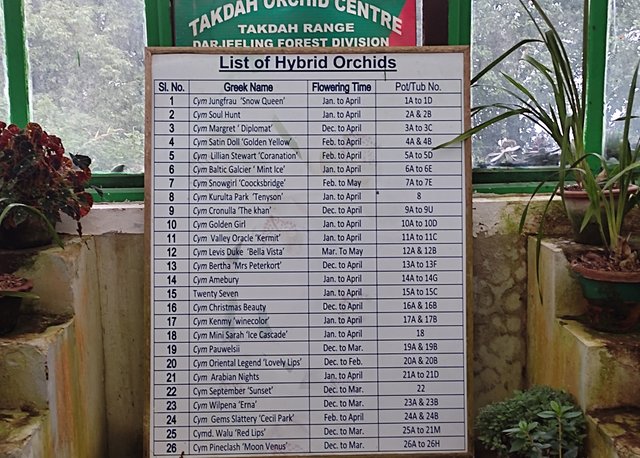 TAKDAH ORCHID CENTRE
TAKDAH RANGE
DARJEELING FOREST DIVISION
List of Hybrid Orchids
Sl. No. Greek Name Flowering Time Pot/Tub No.
1 Cym Jungfrau 'Snow Queen' Jan. to April 1A to 1D
2 Cym Soul Hunt Jan. to April 2A & 2B
3 Cym Margret ' Diplomat' Dec. to April 3A to 3C
4 Cym Satin Doll 'Golden Yellow' Feb. to April 4A & 4B
5 Cym Lillian Stewart 'Coranation' Feb. to April 5A to 5D
6 Cym Baltic Galcier ' Mint Ice' Jan. to April 6A to 6E
7 Cym Snowgirl 'Coocksbridge' Feb. to May 7A to 7E
8 Cym Kurulta Park 'Tenyson' Jan. to April 8
9 Cym Cronulla 'The khan' Dec. to April 9A to 9U
10 Cym Golden Girl Jan. to April 10A to 10D
11 Cym Valley Oracle 'Kermit' Jan. to April 11A to 11C
12 Cym Levis Duke 'Bella Vista' Mar. To May 12A & 12B
13 Cym Bertha 'Mrs Peterkort' Dec. to April 13A to 13F
14 Cym Amebury Jan. to April 14A to 14G
15 Twenty Seven Jan. to April 15A to 15C
16 Cym Christmas Beauty Dec. to April 16A & 16B
17 Cym Kenmy 'winecolor' Jan. to April 17A & 17B
18 Cym Mini Sarah 'Ice Cascade' Jan. to April 18
19 Cym Pauwelsii Dec. to Mar. 19A & 19B
20 Cym Oriental Legend 'Lovely Lips' Dec. to Feb. 20A & 20B
21 Cym Arabian Nights Jan. to April 21A to 21D
22 Cym September 'Sunset' Dec. to Mar. 22
23 Cym Wilpena 'Erna' Dec. to Mar. 23A & 23B
24 Cym Gems Slattery 'Cecil Park' Feb. to April 24A & 24B
25 Cymd. Walu 'Red Lips' Dec. to Mar. 25A to 21M
26 Cym Pineclash 'Moon Venus' Dec. to Mar. 26A to 26H